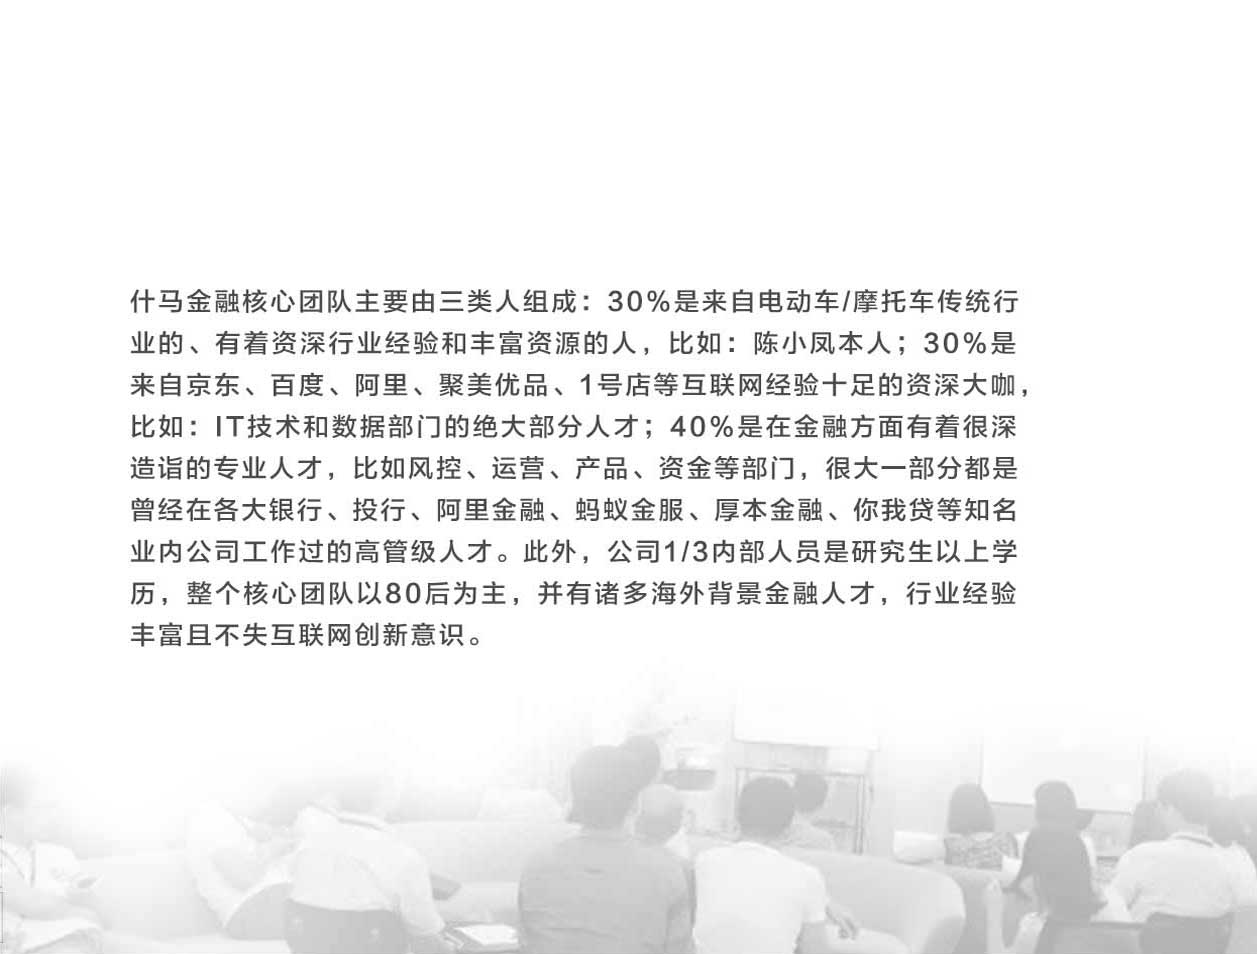 什马金融核心团队主要由三类人组成：30%是来自电动车/摩托车传统行
业的、有着资深行业经验和丰富资源的人，比如：陈小凤本人；30%是
来自京东、百度、阿里、聚美优品、1号店等互联网经验十足的资深大咖，
比如：IT技术和数据部门的绝大部分人才；40%是在金融方面有着很深
造诣的专业人才，比如风控、运营、产品、资金等部门，很大一部分都是
曾经在各大银行、投行、阿里金融、蚂蚁金服、厚本金融、你我贷等知名
业内公司工作过的高管级人才。此外，公司1/3内部人员是研究生以上学
历，整个核心团队以80后为主，并有诸多海外背景金融人才，行业经验
丰富且不失互联网创新意识。